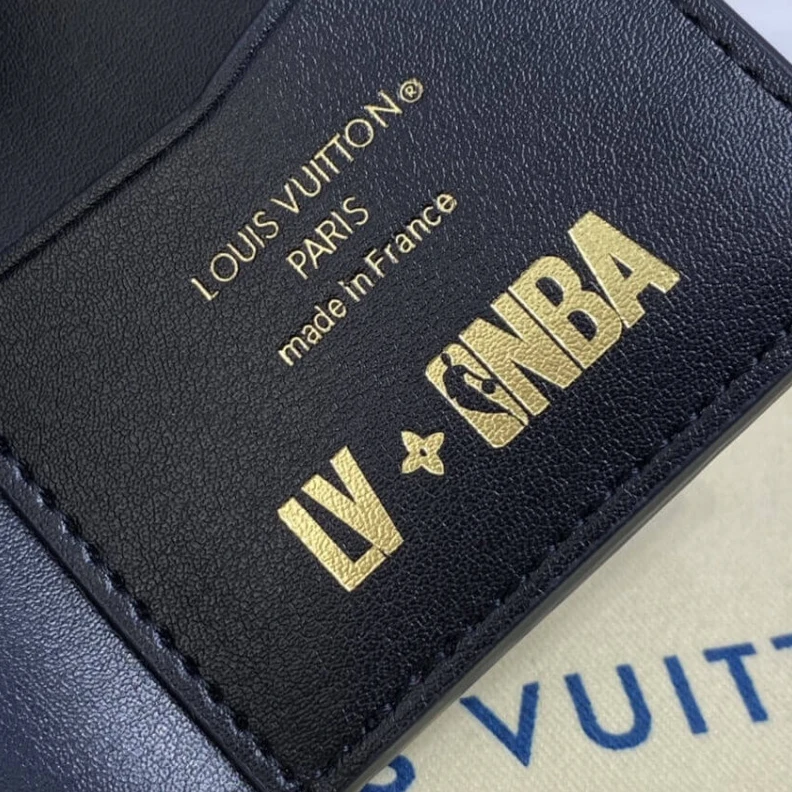 LOUIS VUITTON®
PARIS
made in France
LV + NBA
VUITT